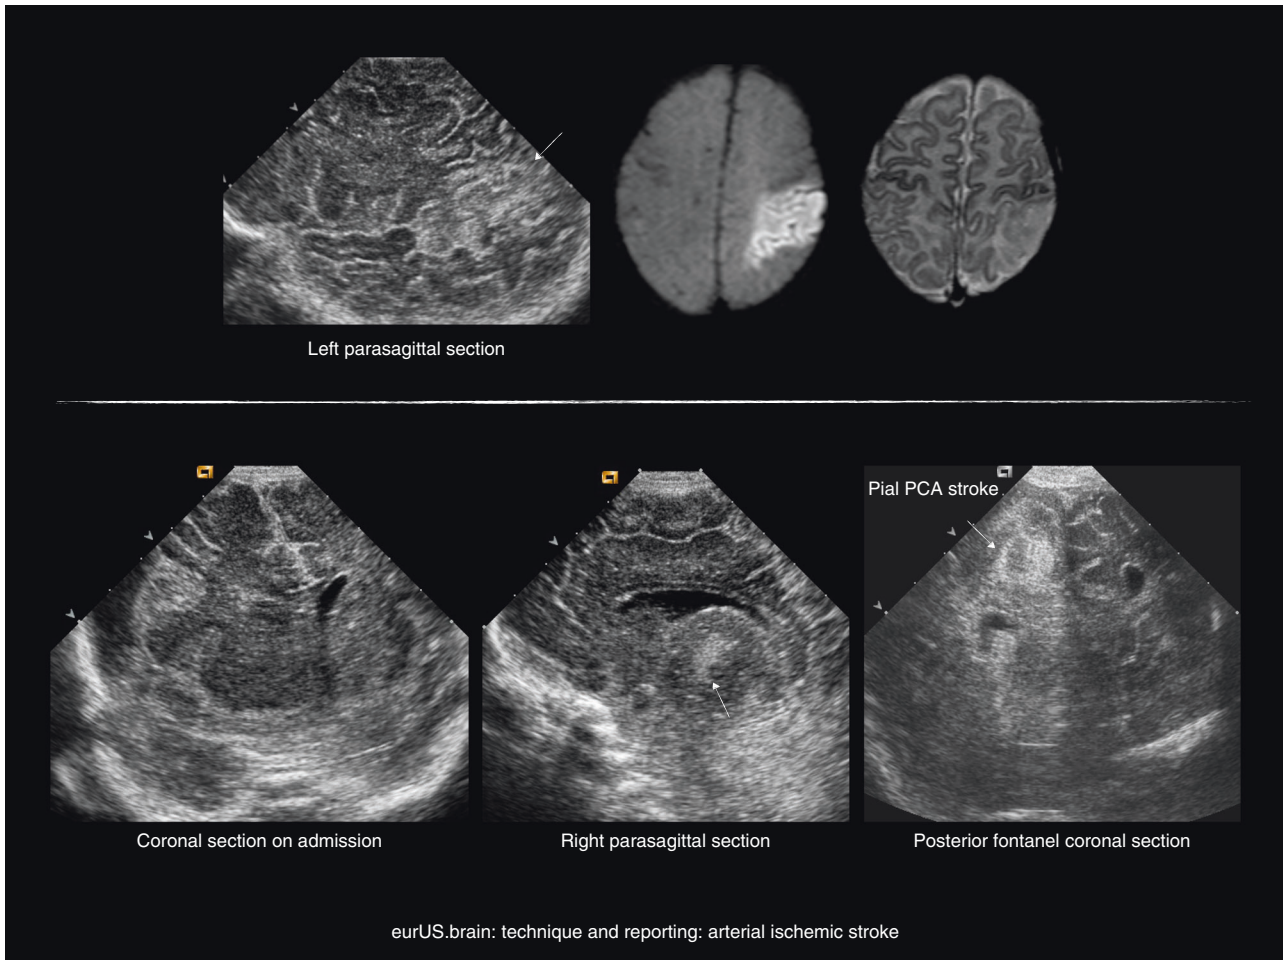 Left parasagittal section
Pial PCA stroke
Coronal section on admission
Right parasagittal section
Posterior fontanel coronal section
eurUS.brain: technique and reporting: arterial ischemic stroke